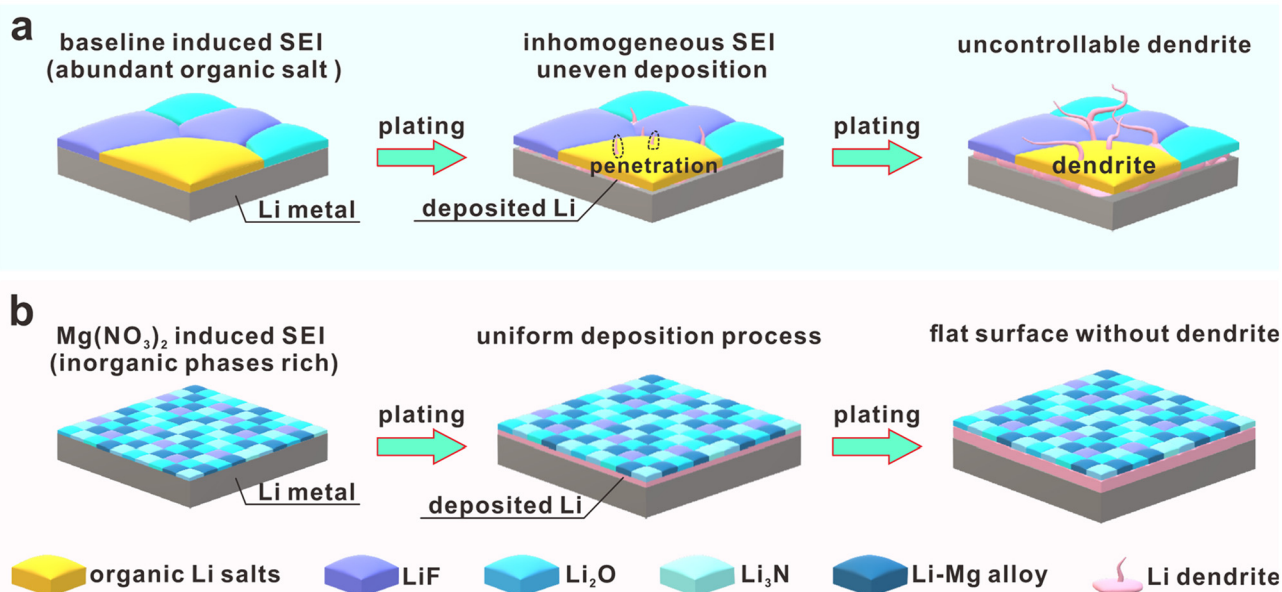 a
baseline induced SEI
(abundant organic salt )
inhomogeneous SEI
uneven deposition
uncontrollable dendrite
plating
plating
penetration
dendrite
Li metal
deposited Li
b
Mg(NO₃)₂ induced SEI
(inorganic phases rich)
uniform deposition process
flat surface without dendrite
plating
plating
Li metal
deposited Li
organic Li salts
LiF
Li₂O
Li₃N
Li-Mg alloy
Li dendrite